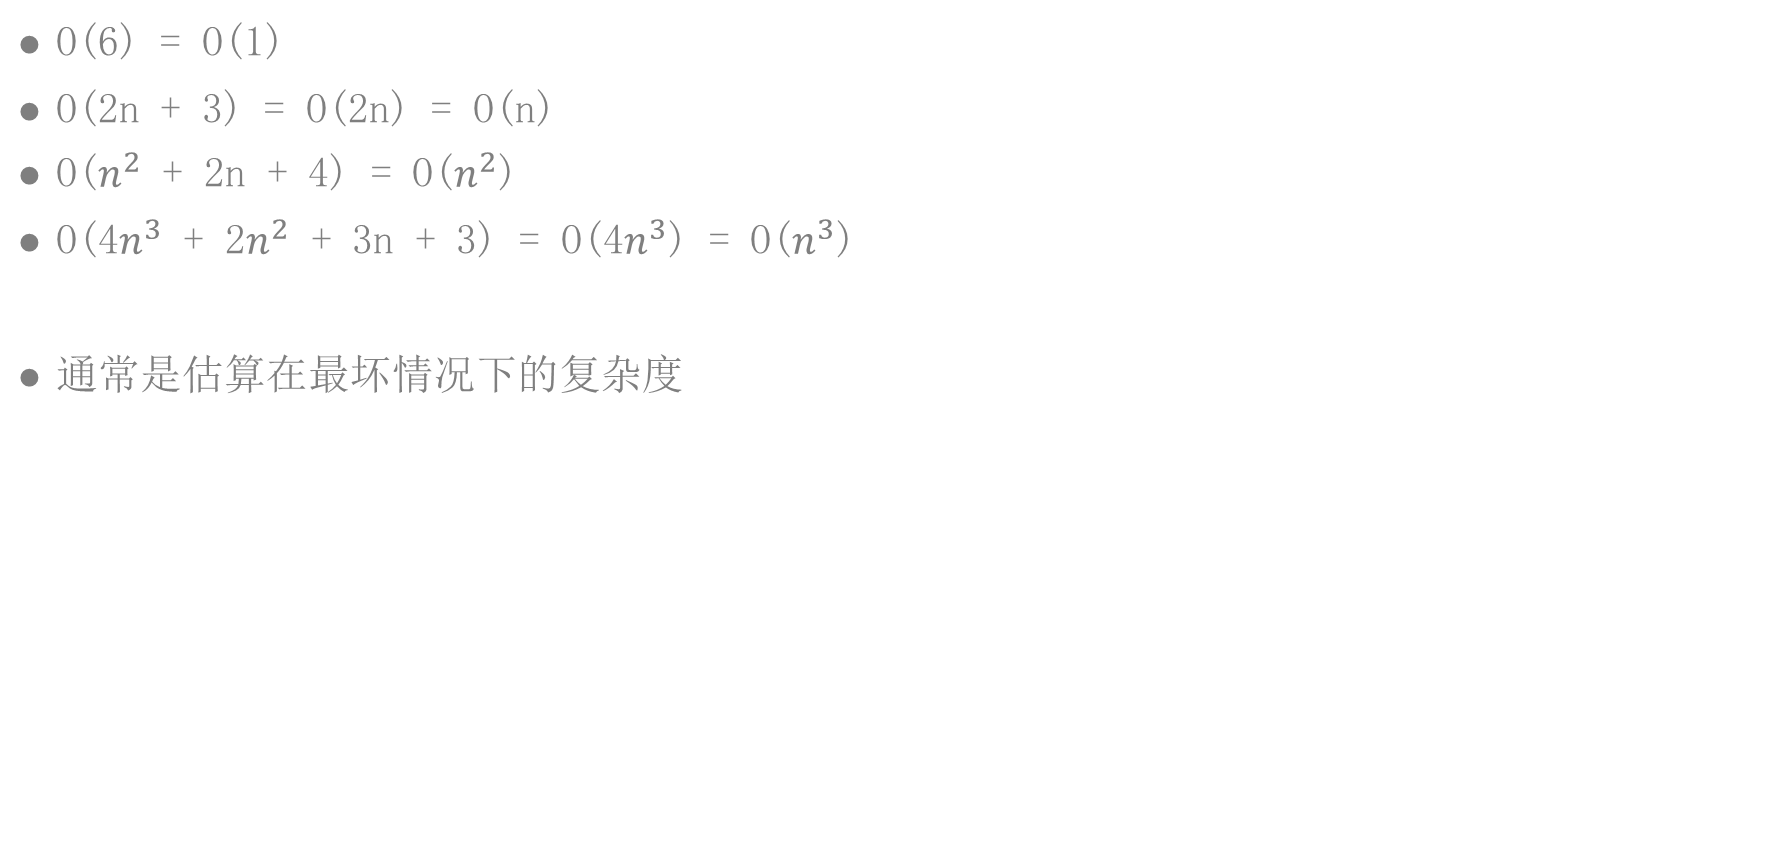 ● O(6) = O(1)
● O(2n + 3) = O(2n) = O(n)
● O(n² + 2n + 4) = O(n²)
● O(4n³ + 2n² + 3n + 3) = O(4n³) = O(n³)
● 通常是估算在最坏情况下的复杂度